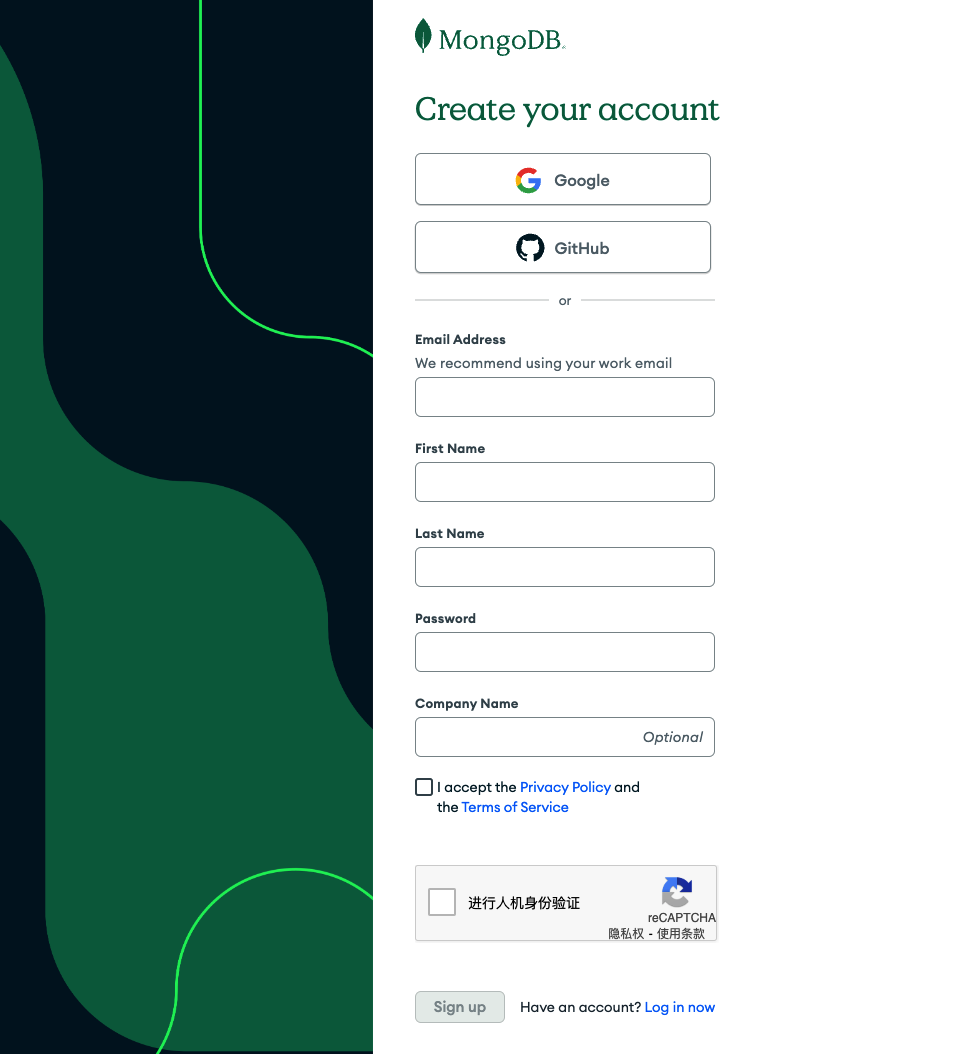 MongoDB
Create your account
Google
GitHub
or
Email Address
We recommend using your work email
First Name
Last Name
Password
Company Name
Optional
I accept the Privacy Policy and
the Terms of Service
进行人机身份验证
reCAPTCHA
隐私权 - 使用条款
Sign up
Have an account? Log in now